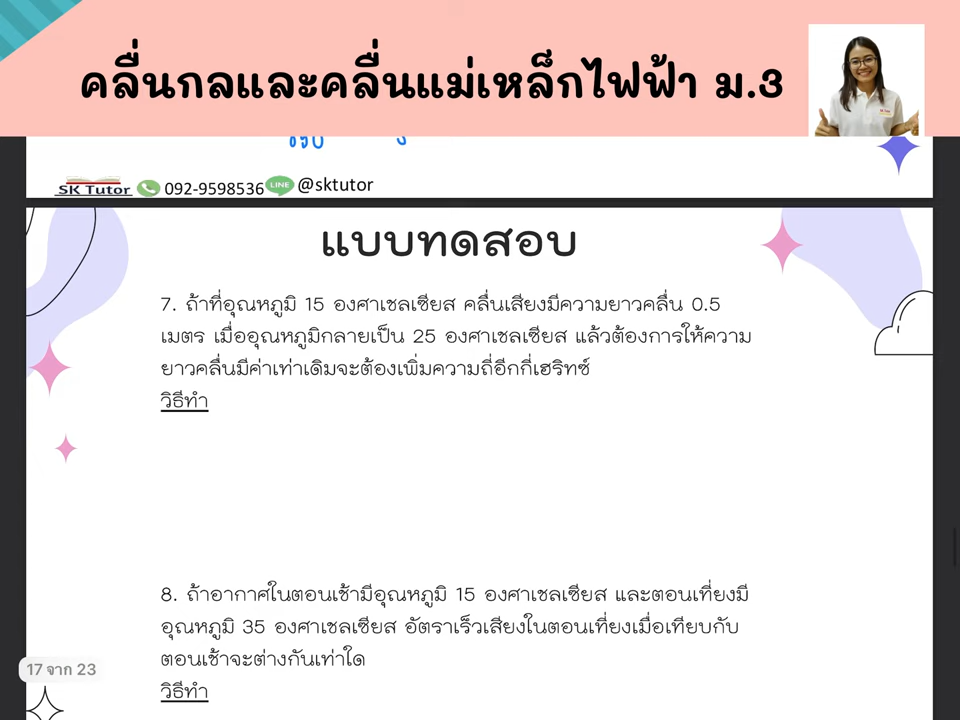 คลื่นกลและคลื่นแม่เหล็กไฟฟ้า ม.3
SK Tutor 092-9598536 LINE @sktutor
แบบทดสอบ
7. ถ้าที่อุณหภูมิ 15 องศาเซลเซียส คลื่นเสียงมีความยาวคลื่น 0.5
เมตร เมื่ออุณหภูมิกลายเป็น 25 องศาเซลเซียส แล้วต้องการให้ความ
ยาวคลื่นมีค่าเท่าเดิมจะต้องเพิ่มความถี่อีกกี่เฮริทซ์
วิธีทำ
8. ถ้าอากาศในตอนเช้ามีอุณหภูมิ 15 องศาเซลเซียส และตอนเที่ยงมี
อุณหภูมิ 35 องศาเซลเซียส อัตราเร็วเสียงในตอนเที่ยงเมื่อเทียบกับ
ตอนเช้าจะต่างกันเท่าใด
17 จาก 23
วิธีทำ